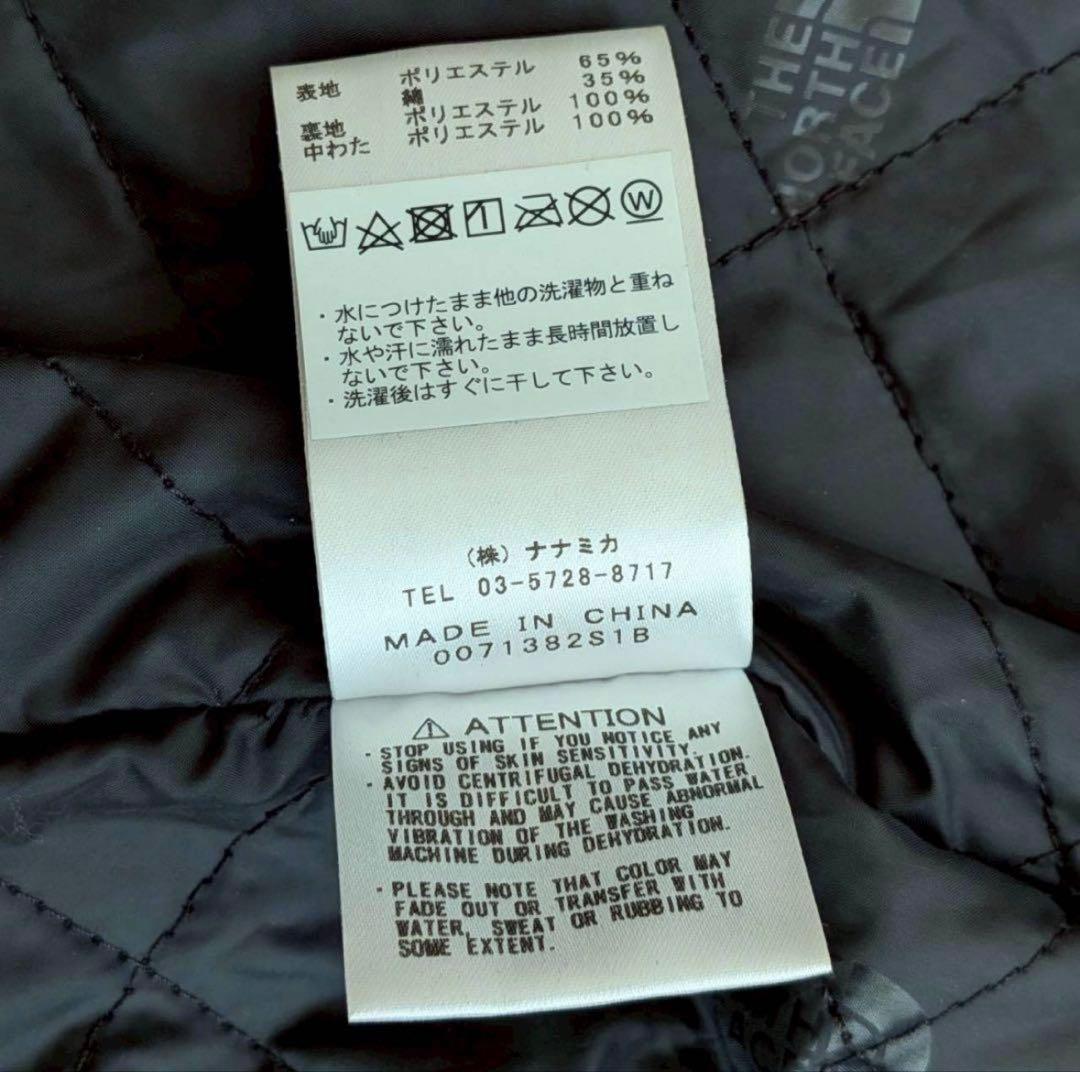 表地 ポリエステル 65%
綿 35%
裏地 ポリエステル 100%
中わた ポリエステル 100%
W
・水につけたまま他の洗濯物と重ね
ないで下さい。
・水や汗に濡れたまま長時間放置し
ないで下さい。
・洗濯後はすぐに干して下さい。
(株) ナナミカ
TEL 03-5728-8717
MADE IN CHINA
0071382S1B
ATTENTION
・STOP USING IF YOU NOTICE ANY
SIGNS OF SKIN SENSITIVITY.
・AVOID CENTRIFUGAL DEHYDRATION.
IT IS DIFFICULT TO PASS WATER
THROUGH AND MAY CAUSE ABNORMAL
VIBRATION OF THE WASHING
MACHINE DURING DEHYDRATION.
・PLEASE NOTE THAT COLOR MAY
FADE OUT OR TRANSFER WITH
WATER, SWEAT OR RUBBING TO
SOME EXTENT.
THE
NORTH
FACE